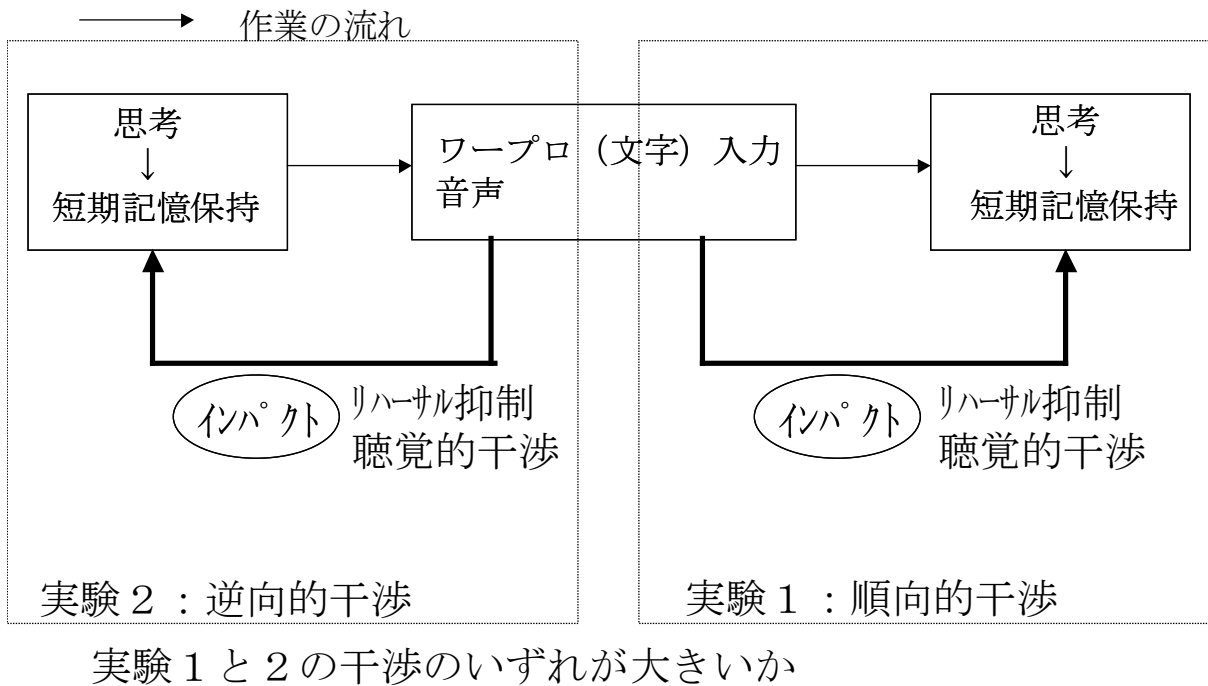 作業の流れ
思考
↓
短期記憶保持
ワープロ（文字）入力
音声
思考
↓
短期記憶保持
インパクト
リハーサル抑制
聴覚的干渉
インパクト
リハーサル抑制
聴覚的干渉
実験２：逆向的干渉
実験１：順向的干渉
実験１と２の干渉のいずれが大きいか